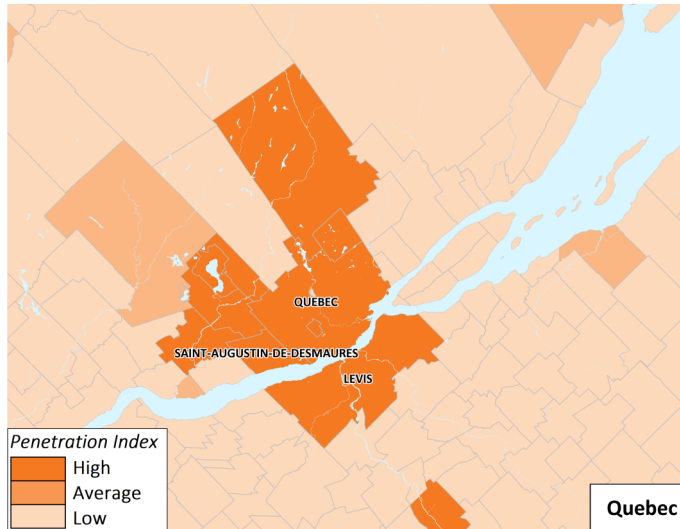 QUEBEC
SAINT-AUGUSTIN-DE-DESMAURES
LEVIS
Penetration Index
High
Average
Low
Quebec